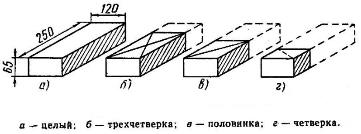 120
250
65
а) б) в) г)
а — целый; б — трехчетверка; в — половинка; г — четверка.